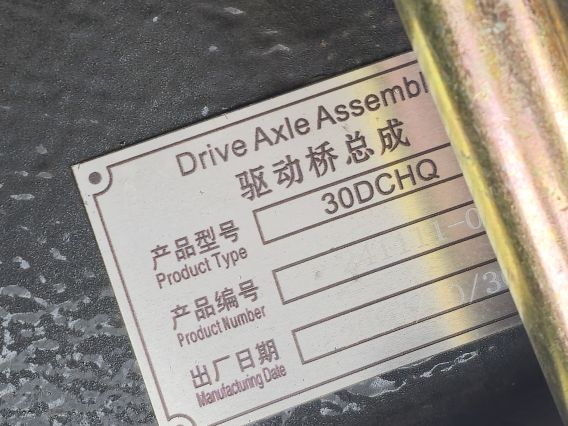 Drive Axle Assembl
驱动桥总成
产品型号 30DCHQ
Product Type
产品编号
Product Number
出厂日期
Manufacturing Date